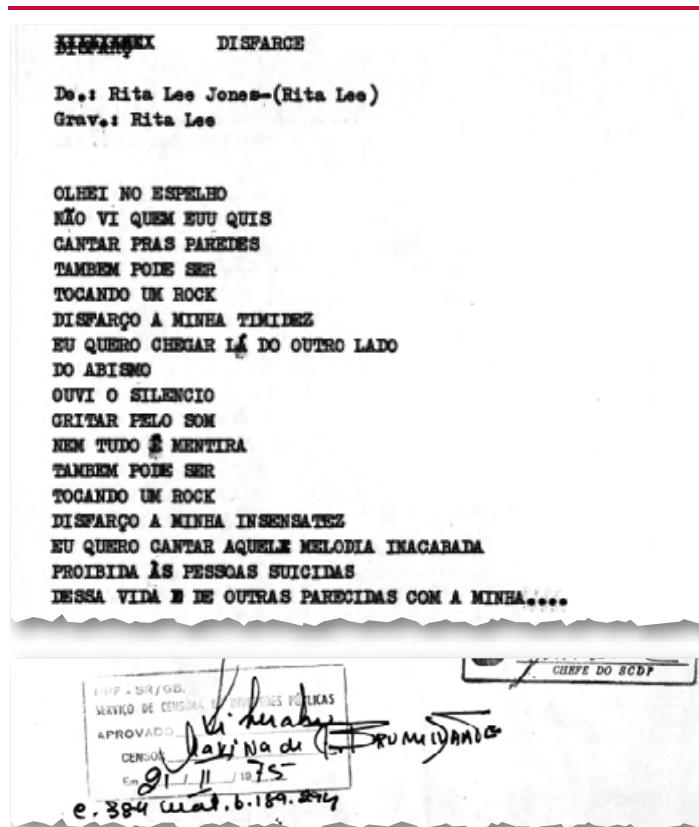 DISFARCE
De.: Rita Lee Jones-(Rita Lee)
Grav.: Rita Lee
OLHEI NO ESPELHO
NÃO VI QUEM EUU QUIS
CANTAR PRAS PAREDES
TAMBEM PODE SER
TOCANDO UM ROCK
DISFARÇO A MINHA TIMIDEZ
EU QUERO CHEGAR LÁ DO OUTRO LADO
DO ABISMO
OUVI O SILENCIO
GRITAR PELO SOM
NEM TUDO É MENTIRA
TAMBEM PODE SER
TOCANDO UM ROCK
DISFARÇO A MINHA INSENSATEZ
EU QUERO CANTAR AQUELE MELODIA INACABADA
PROIBIDA ÀS PESSOAS SUICIDAS
DESSA VIDA E DE OUTRAS PARECIDAS COM A MINHA....
CHEFE DO SCDP
SR/GB.
SERVIÇO DE CENSURA DE DIVERSÕES PÚBLICAS
APROVADO
CENSOR
Em 21 / 11 / 1975